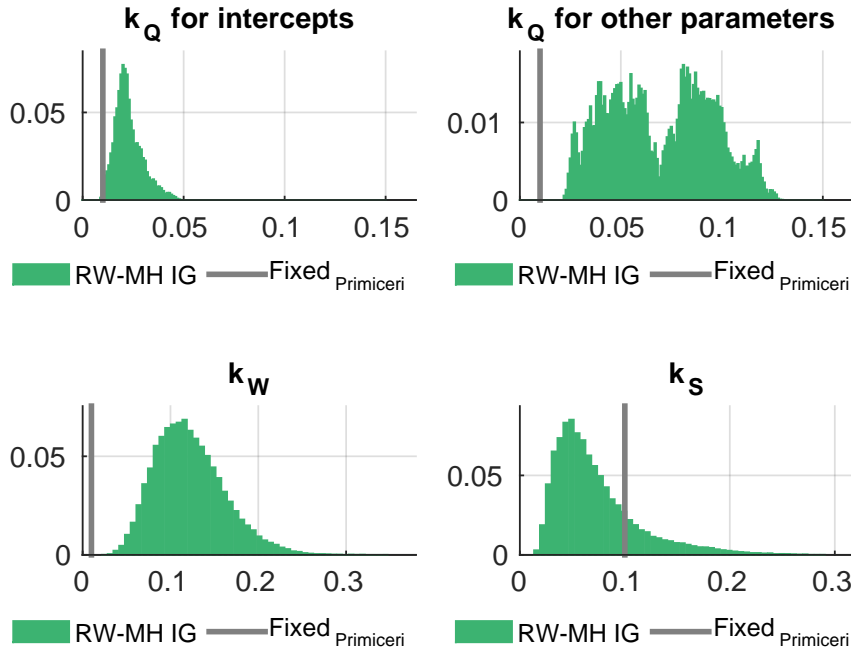 k_Q for intercepts
k_Q for other parameters
0.05
0
0 0.05 0.1 0.15
0.01
0
0 0.05 0.1 0.15
RW-MH IG Fixed Primiceri
RW-MH IG Fixed Primiceri
k_W
k_S
0.05
0
0 0.1 0.2 0.3
0.05
0
0 0.1 0.2 0.3
RW-MH IG Fixed Primiceri
RW-MH IG Fixed Primiceri